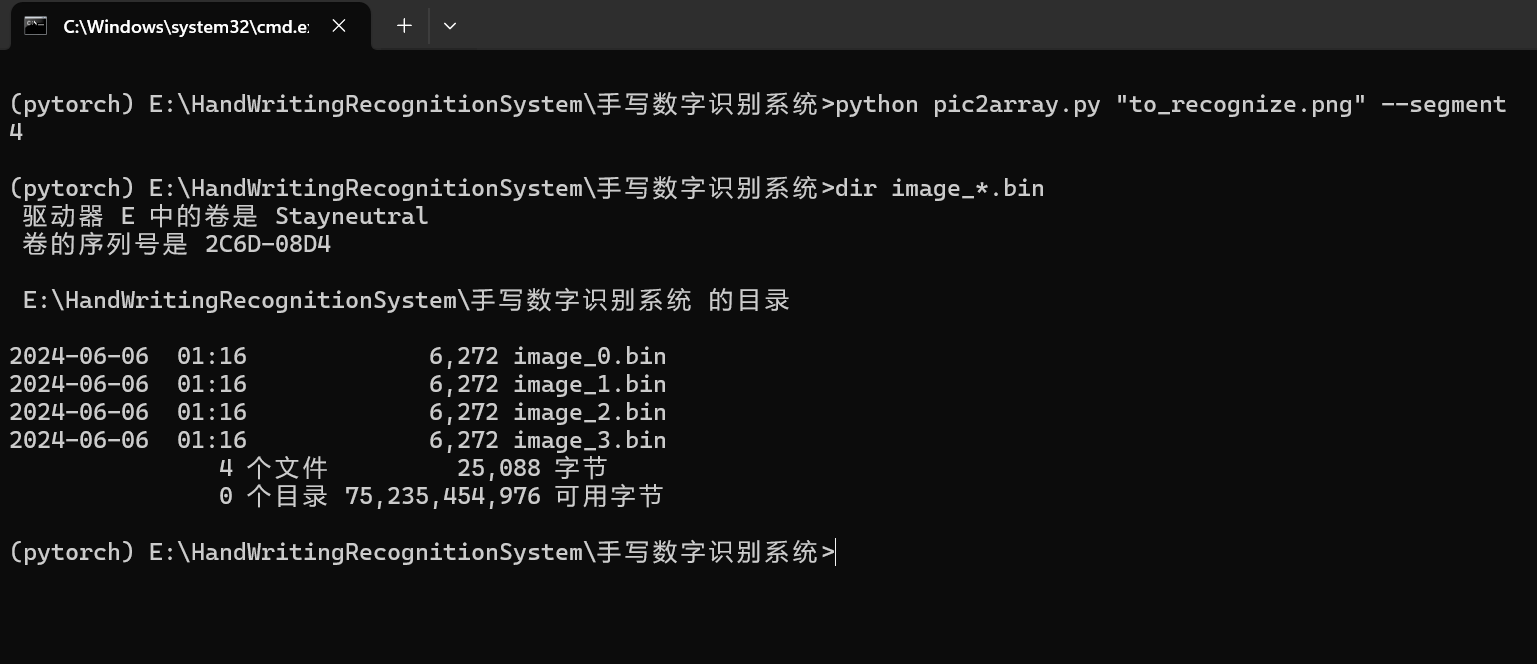 C:\Windows\system32\cmd.e
(pytorch) E:\HandWritingRecognitionSystem\手写数字识别系统>python pic2array.py "to_recognize.png" --segment
4
(pytorch) E:\HandWritingRecognitionSystem\手写数字识别系统>dir image_*.bin
驱动器 E 中的卷是 Stayneutral
卷的序列号是 2C6D-08D4
E:\HandWritingRecognitionSystem\手写数字识别系统 的目录
2024-06-06  01:16             6,272 image_0.bin
2024-06-06  01:16             6,272 image_1.bin
2024-06-06  01:16             6,272 image_2.bin
2024-06-06  01:16             6,272 image_3.bin
4 个文件         25,088 字节
0 个目录 75,235,454,976 可用字节
(pytorch) E:\HandWritingRecognitionSystem\手写数字识别系统>